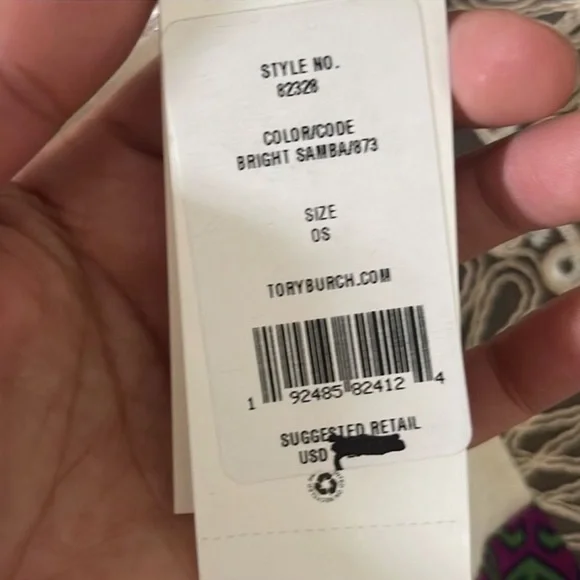 STYLE NO.
82328
COLOR/CODE
BRIGHT SAMBA/873
SIZE
OS
TORYBURCH.COM
1 92485 82412 4
SUGGESTED RETAIL
USD